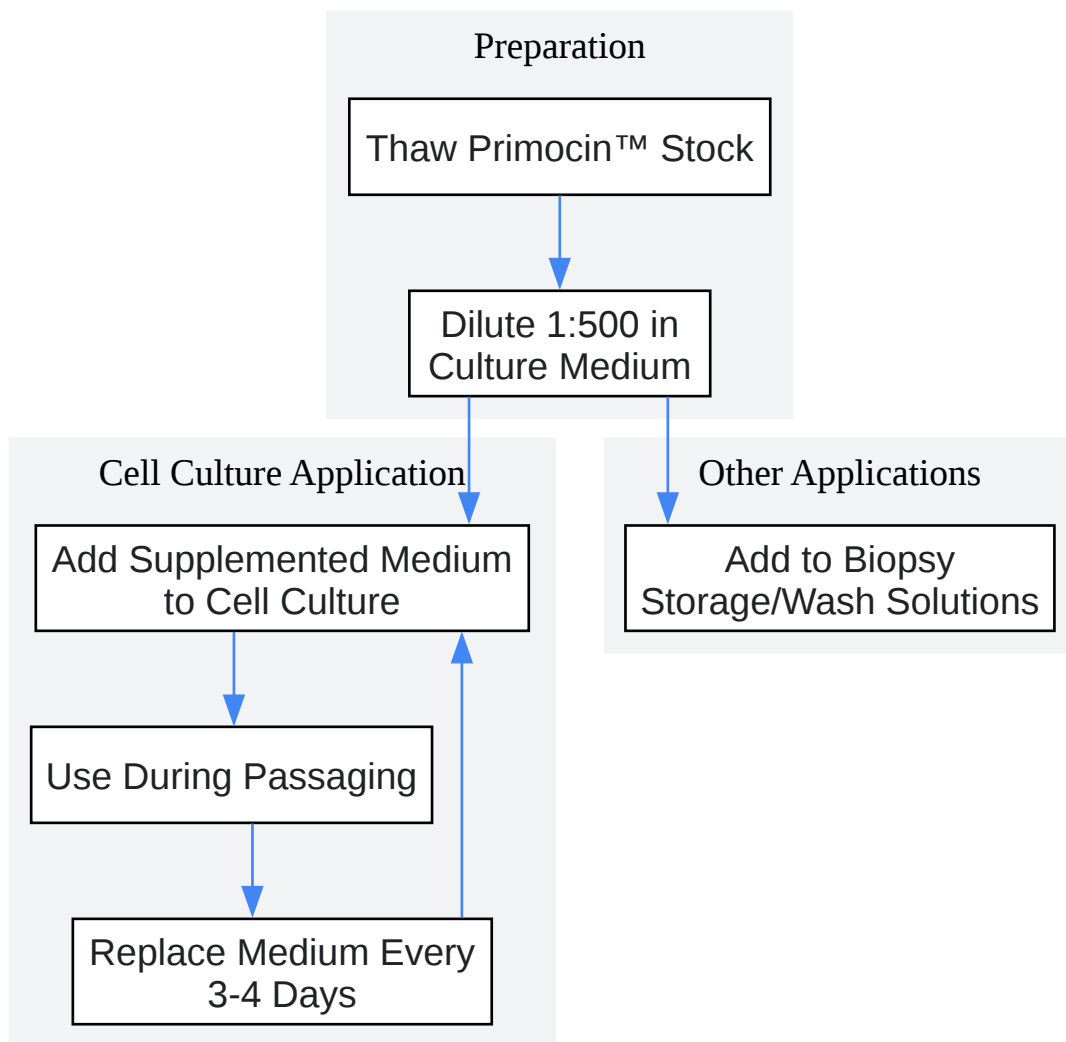 Preparation
Thaw Primocin™ Stock
Dilute 1:500 in
Culture Medium
Cell Culture Application
Add Supplemented Medium
to Cell Culture
Use During Passaging
Replace Medium Every
3-4 Days
Other Applications
Add to Biopsy
Storage/Wash Solutions